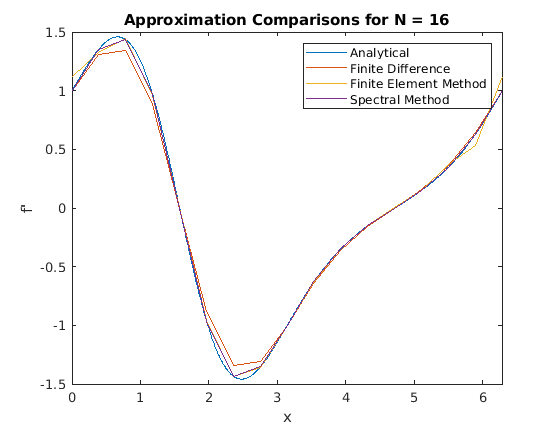 Approximation Comparisons for N = 16
1.5
1
0.5
0
-0.5
-1
-1.5
f'
Analytical
Finite Difference
Finite Element Method
Spectral Method
0 1 2 3 4 5 6
x